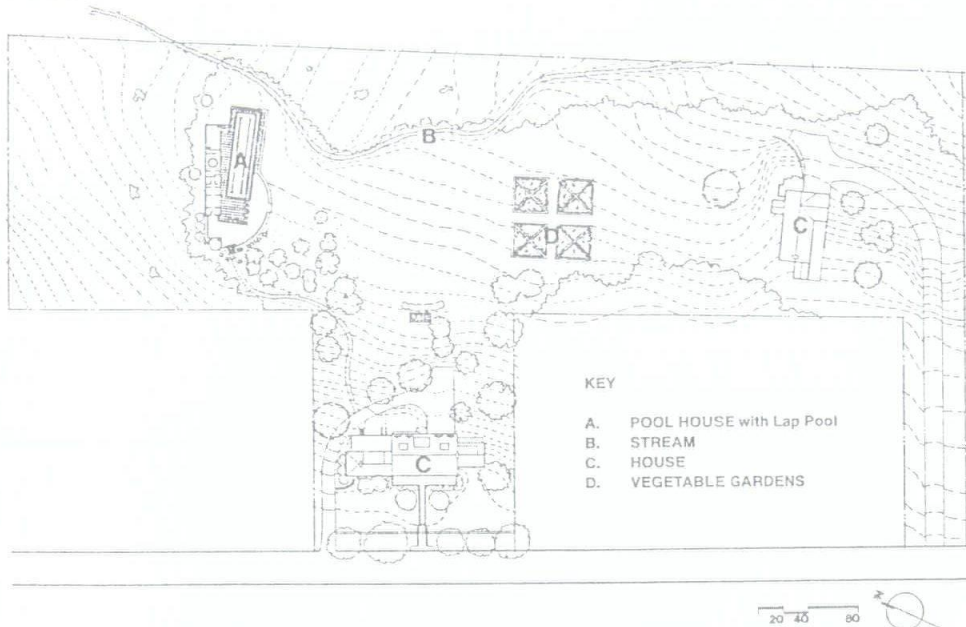 A
B
D
C
C
KEY
A. POOL HOUSE with Lap Pool
B. STREAM
C. HOUSE
D. VEGETABLE GARDENS
20 40 80
N